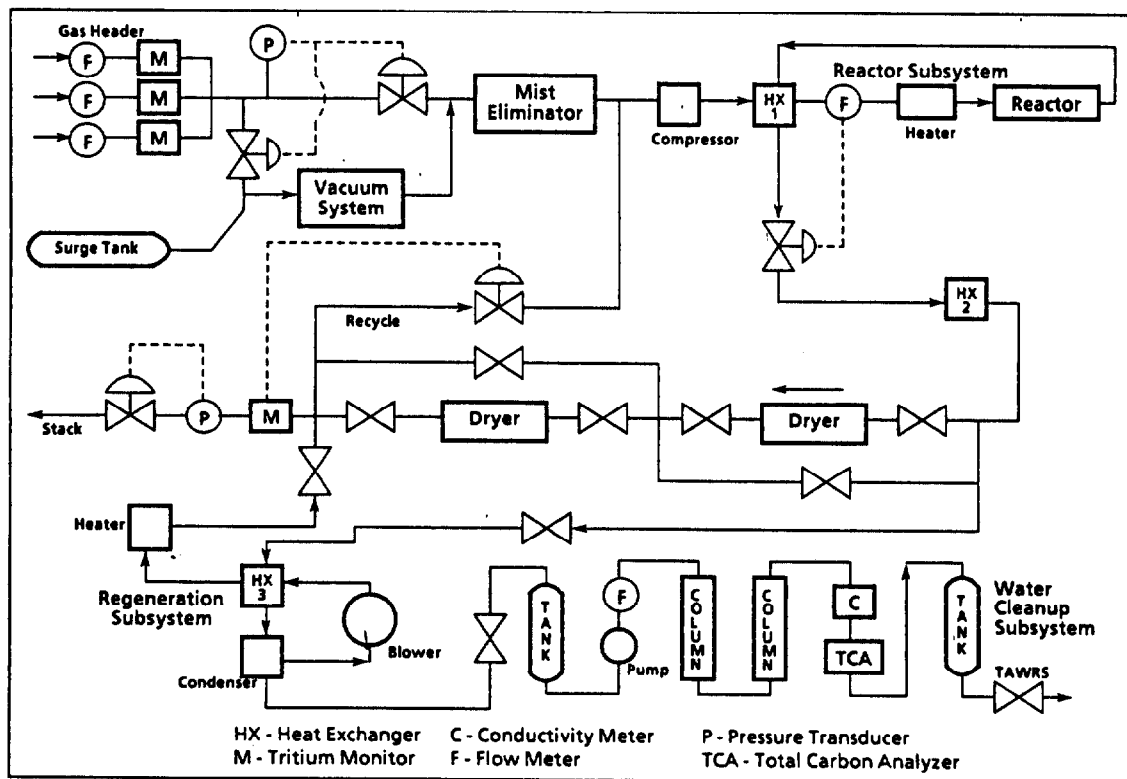 Gas Header
F
M
P
F
M
F
M
Mist
Eliminator
Compressor
HX
1
F
Reactor Subsystem
Heater
Reactor
Vacuum
System
Surge Tank
Recycle
HX
2
Stack
P
M
Dryer
Dryer
Heater
HX
3
Regeneration
Subsystem
Blower
Condenser
TANK
F
Pump
COLUMN
COLUMN
C
TCA
TANK
Water
Cleanup
Subsystem
TAWRS
HX - Heat Exchanger
C - Conductivity Meter
P - Pressure Transducer
M - Tritium Monitor
F - Flow Meter
TCA - Total Carbon Analyzer